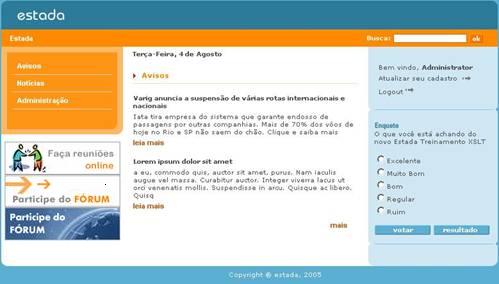 estada
Estada
Busca:
ok
Avisos
Notícias
Administração
Faça reuniões
online
Participe do FÓRUM
Participe do
FÓRUM
Terça-Feira, 4 de Agosto
Avisos
Varig anuncia a suspensão de várias rotas internacionais e
nacionais
Iata tira empresa do sistema que garante endosso de
passagens por outras companhias. Mais de 70% dos vôos de
hoje no Rio e SP não saem do chão. Clique e saiba mais
leia mais
Lorem ipsum dolor sit amet
a eu, commodo quis, auctor sit amet, purus. Nam iaculis
augue vel massa. Curabitur auctor. Integer viverra lacus ut
orci venenatis mollis. Suspendisse in arcu. Quisque ac libero.
Quisq
leia mais
mais
Bem vindo, Administrator
Atualizar seu cadastro
Logout
Enquete
O que você está achando do
novo Estada Treinamento XSLT
Excelente
Muito Bom
Bom
Regular
Ruim
votar
resultado
Copyright @ estada, 2005